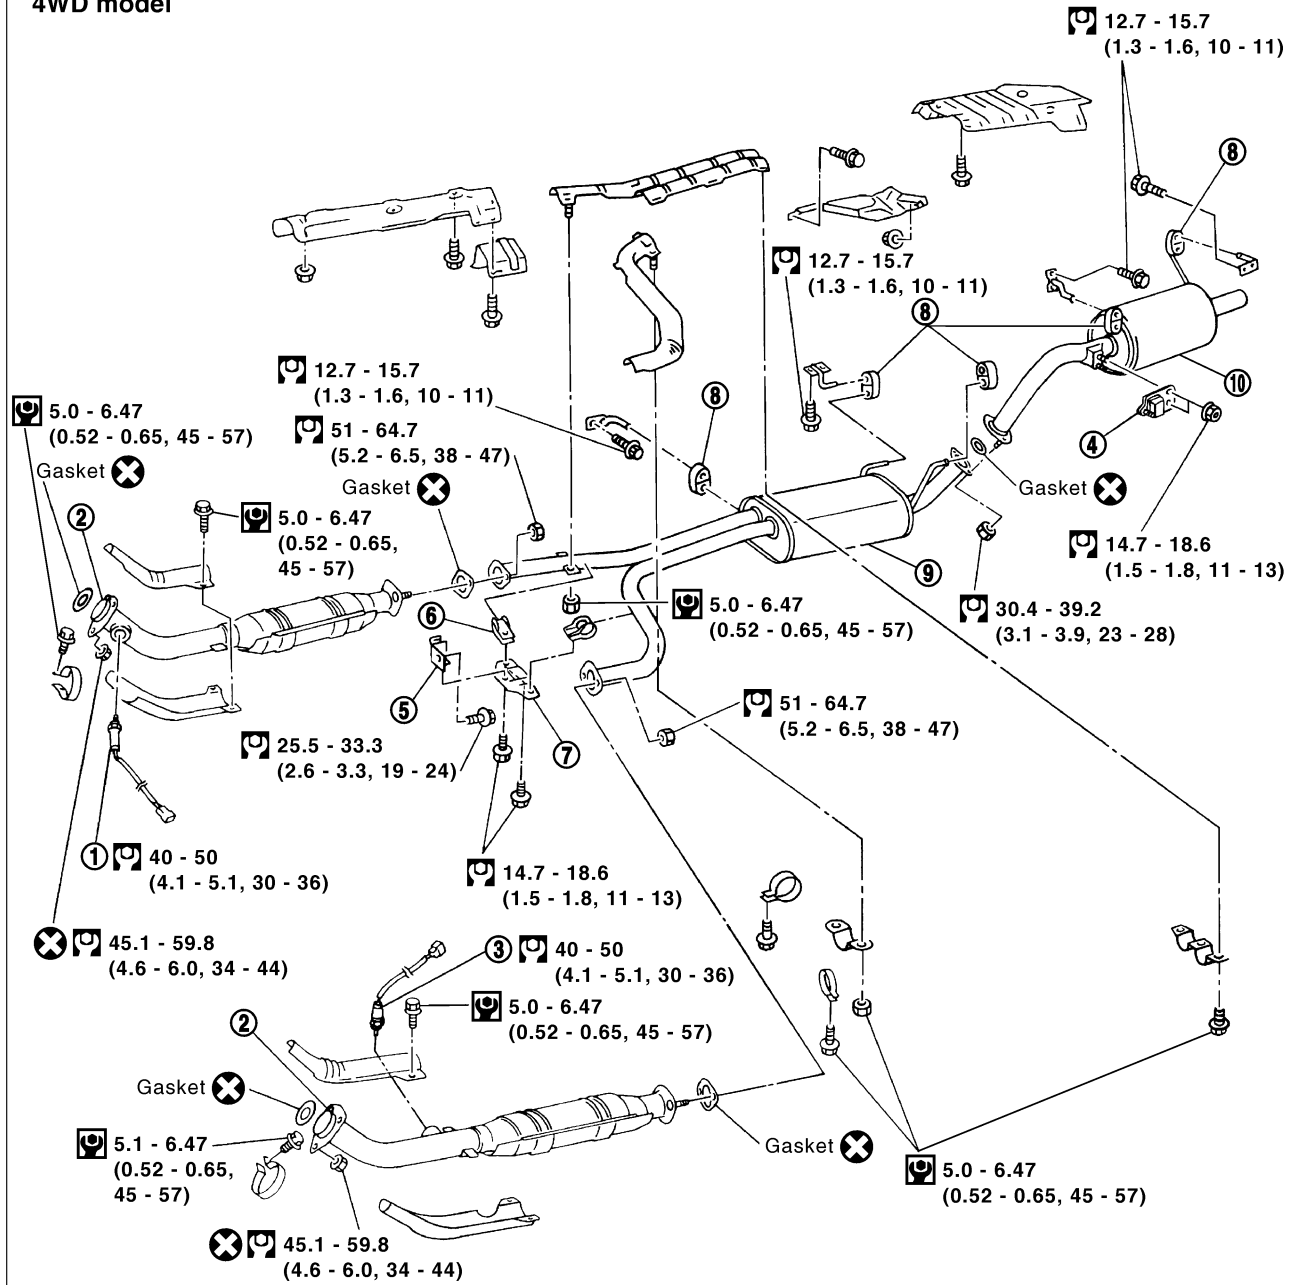 4WD model
12.7 - 15.7
(1.3 - 1.6, 10 - 11)
8
12.7 - 15.7
(1.3 - 1.6, 10 - 11)
8
10
12.7 - 15.7
(1.3 - 1.6, 10 - 11)
8
4
5.0 - 6.47
(0.52 - 0.65, 45 - 57)
51 - 64.7
(5.2 - 6.5, 38 - 47)
Gasket
Gasket
Gasket
2
5.0 - 6.47
(0.52 - 0.65,
45 - 57)
14.7 - 18.6
(1.5 - 1.8, 11 - 13)
9
6
5.0 - 6.47
(0.52 - 0.65, 45 - 57)
30.4 - 39.2
(3.1 - 3.9, 23 - 28)
5
51 - 64.7
(5.2 - 6.5, 38 - 47)
25.5 - 33.3
(2.6 - 3.3, 19 - 24)
7
1
40 - 50
(4.1 - 5.1, 30 - 36)
14.7 - 18.6
(1.5 - 1.8, 11 - 13)
45.1 - 59.8
(4.6 - 6.0, 34 - 44)
3
40 - 50
(4.1 - 5.1, 30 - 36)
5.0 - 6.47
(0.52 - 0.65, 45 - 57)
2
Gasket
5.1 - 6.47
(0.52 - 0.65,
45 - 57)
Gasket
5.0 - 6.47
(0.52 - 0.65, 45 - 57)
45.1 - 59.8
(4.6 - 6.0, 34 - 44)